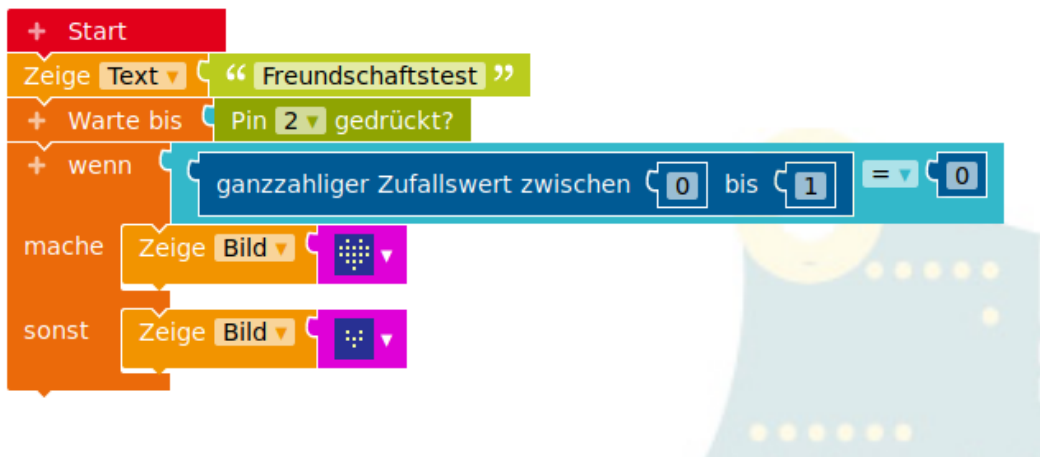 + Start
Zeige Text “ Freundschaftstest ”
+ Warte bis Pin 2 gedrückt?
+ wenn ganzzahliger Zufallswert zwischen 0 bis 1 = 0
mache Zeige Bild
sonst Zeige Bild